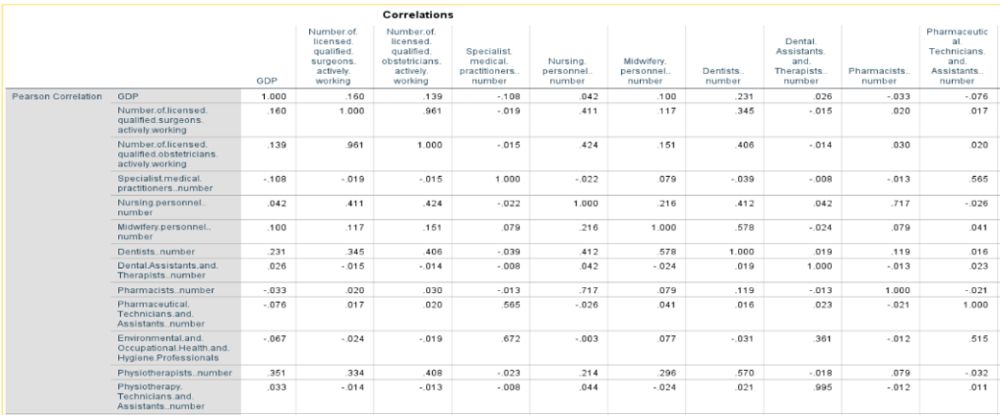 Correlations
GDP
Number.of.
licensed.
qualified.
surgeons.
actively.
working
Number.of.
licensed.
qualified.
obstetricians.
actively.
working
Specialist.
medical.
practitioners..
number
Nursing.
personnel..
number
Midwifery.
personnel..
number
Dentists..
number
Dental.
Assistants.
and.
Therapists..
number
Pharmacists..
number
Pharmaceutic
al.
Technicians.
and.
Assistants..
number
Pearson Correlation GDP 1.000 .160 .139 -.108 .042 .100 .231 .026 -.033 -.076
Number.of.licensed. .160 1.000 .961 -.019 .411 .117 .345 -.015 .020 .017
qualified.surgeons.
actively.working
Number.of.licensed. .139 .961 1.000 -.015 .424 .151 .406 -.014 .030 .020
qualified.obstetricians.
actively.working
Specialist.medical. -.108 -.019 -.015 1.000 -.022 .079 -.039 -.008 -.013 .565
practitioners..number
Nursing.personnel.. .042 .411 .424 -.022 1.000 .216 .412 .042 .717 -.026
number
Midwifery.personnel.. .100 .117 .151 .079 .216 1.000 .578 -.024 .079 .041
number
Dentists..number .231 .345 .406 -.039 .412 .578 1.000 .019 .119 .016
Dental.Assistants.and. .026 -.015 -.014 -.008 .042 -.024 .019 1.000 -.013 .023
Therapists..number
Pharmacists..number -.033 .020 .030 -.013 .717 .079 .119 -.013 1.000 -.021
Pharmaceutical. -.076 .017 .020 .565 -.026 .041 .016 .023 -.021 1.000
Technicians.and.
Assistants..number
Environmental.and. -.067 -.024 -.019 .672 -.003 .077 -.031 .361 -.012 .515
Occupational.Health.and.
Hygiene.Professionals
Physiotherapists..number .351 .334 .408 -.023 .214 .296 .570 -.018 .079 -.032
Physiotherapy. .033 -.014 -.013 -.008 .044 -.024 .021 .995 -.012 .011
Technicians.and.
Assistants..number